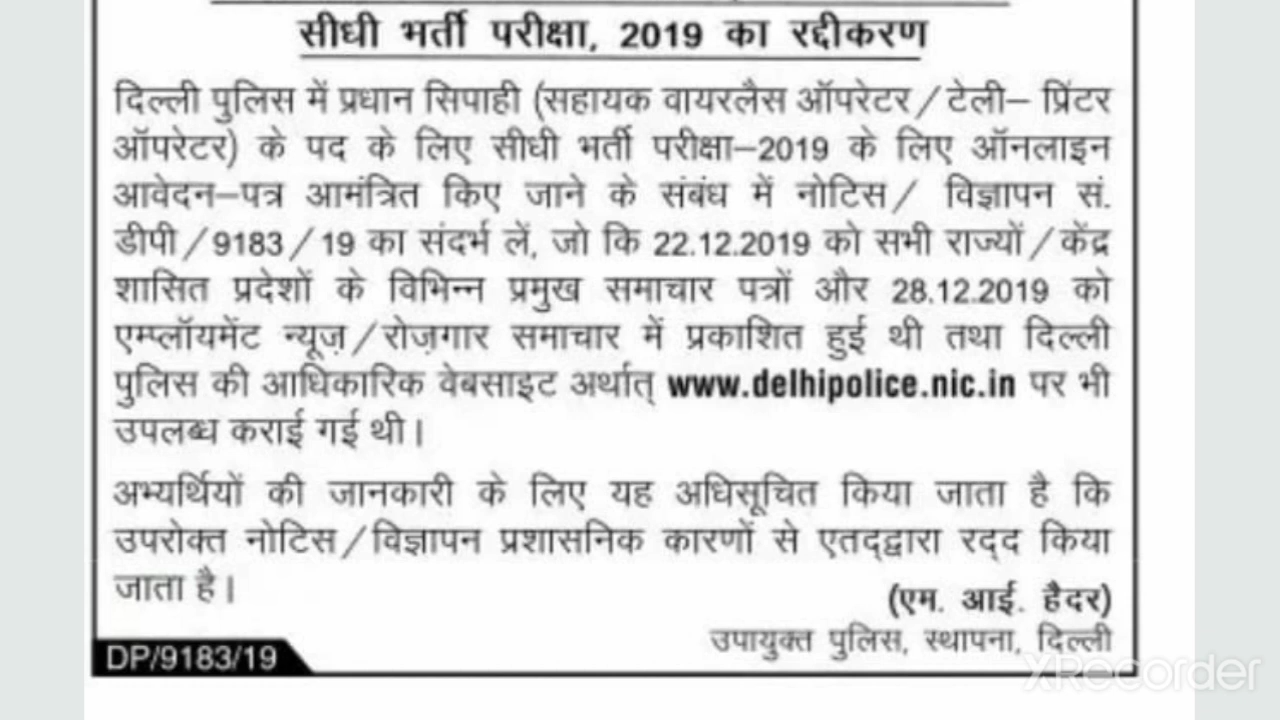 सीधी भर्ती परीक्षा, 2019 का रद्दीकरण
दिल्ली पुलिस में प्रधान सिपाही (सहायक वायरलैस ऑपरेटर/टेली– प्रिंटर
ऑपरेटर) के पद के लिए सीधी भर्ती परीक्षा–2019 के लिए ऑनलाइन
आवेदन–पत्र आमंत्रित किए जाने के संबंध में नोटिस/ विज्ञापन सं.
डीपी/9183/19 का संदर्भ लें, जो कि 22.12.2019 को सभी राज्यों/केंद्र
शासित प्रदेशों के विभिन्न प्रमुख समाचार पत्रों और 28.12.2019 को
एम्प्लॉयमेंट न्यूज़/रोज़गार समाचार में प्रकाशित हुई थी तथा दिल्ली
पुलिस की आधिकारिक वेबसाइट अर्थात् www.delhipolice.nic.in पर भी
उपलब्ध कराई गई थी।
अभ्यर्थियों की जानकारी के लिए यह अधिसूचित किया जाता है कि
उपरोक्त नोटिस/विज्ञापन प्रशासनिक कारणों से एतद्द्वारा रद्द किया
जाता है।
(एम. आई. हैदर)
उपायुक्त पुलिस, स्थापना, दिल्ली
DP/9183/19
XRecorder